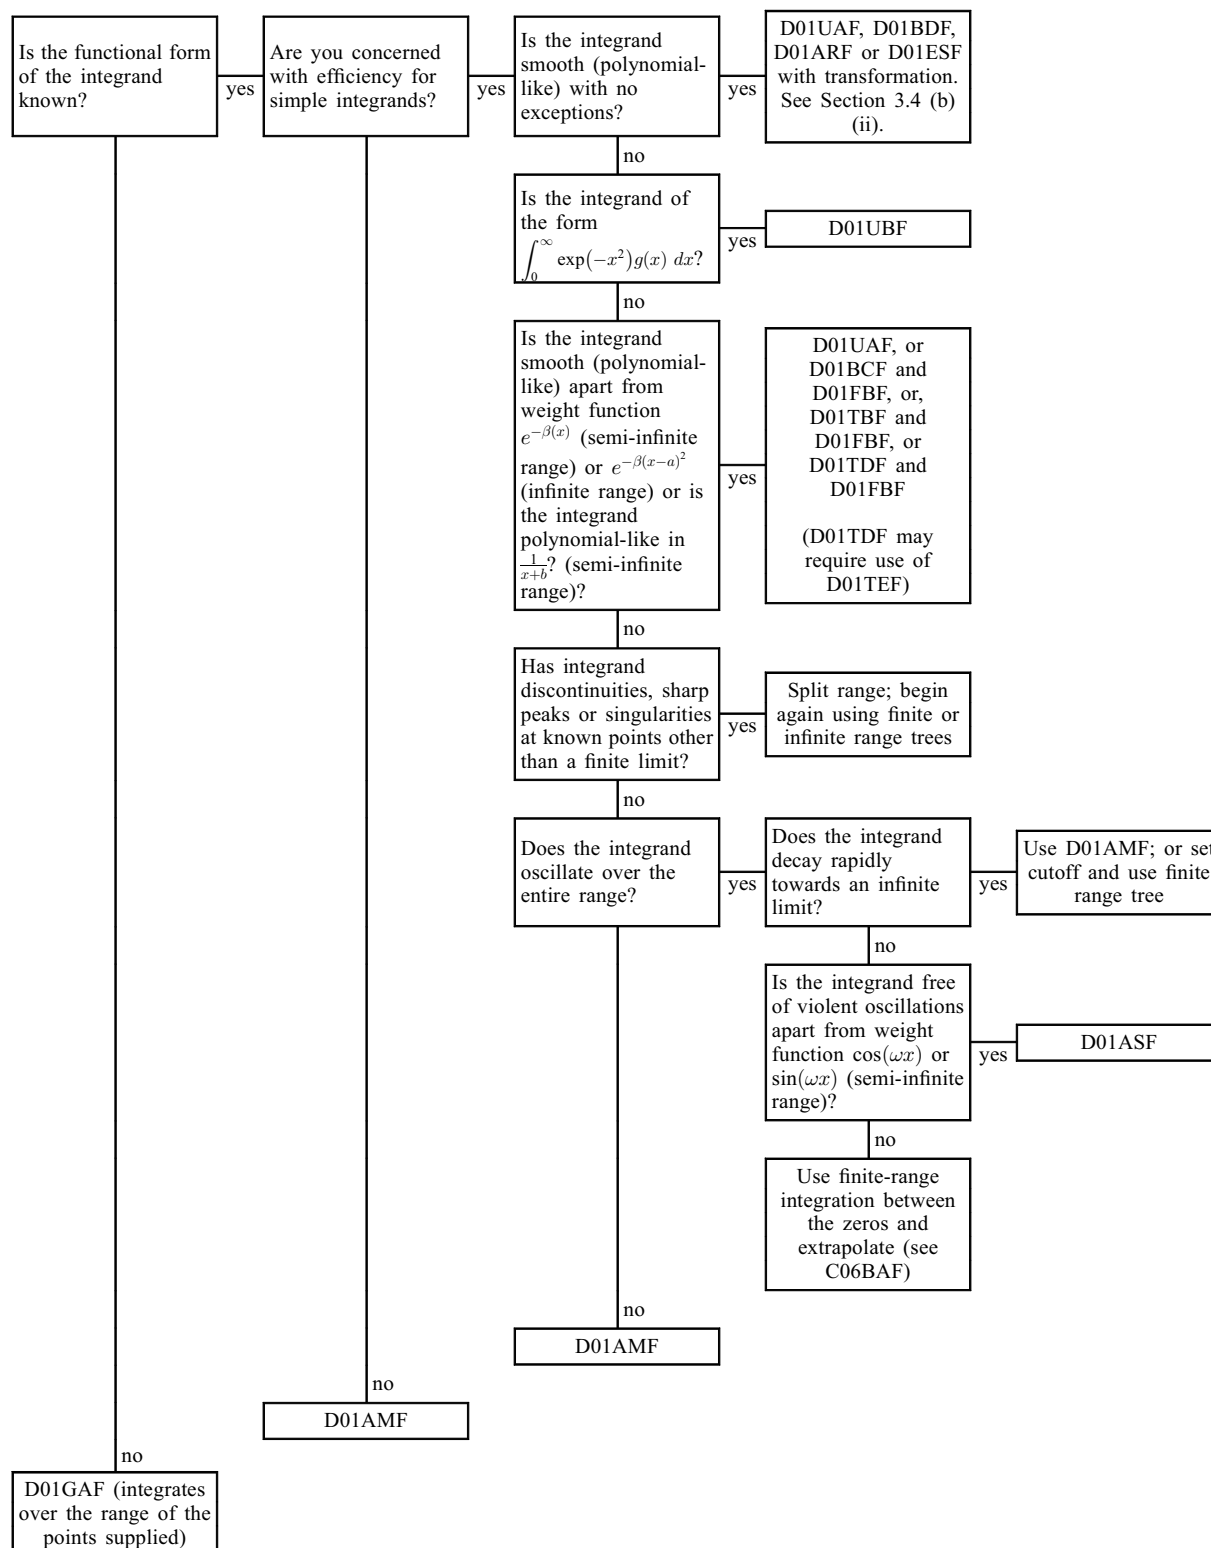 Is the functional form
of the integrand
known?
yes
Are you concerned
with efficiency for
simple integrands?
yes
Is the integrand
smooth (polynomial-
like) with no
exceptions?
yes
D01UAF, D01BDF,
D01ARF or D01ESF
with transformation.
See Section 3.4 (b)
(ii).
no
Is the integrand of
the form
∫₀^∞ exp(−x²)g(x) dx?
yes
D01UBF
no
Is the integrand
smooth (polynomial-
like) apart from
weight function
e^{−β(x)} (semi-infinite
range) or e^{−β(x−a)²}
(infinite range) or is
the integrand
polynomial-like in
1/(x+b)? (semi-infinite
range)?
yes
D01UAF, or
D01BCF and
D01FBF, or,
D01TBF and
D01FBF, or
D01TDF and
D01FBF
(D01TDF may
require use of
D01TEF)
no
Has integrand
discontinuities, sharp
peaks or singularities
at known points other
than a finite limit?
yes
Split range; begin
again using finite or
infinite range trees
no
Does the integrand
oscillate over the
entire range?
yes
Does the integrand
decay rapidly
towards an infinite
limit?
yes
Use D01AMF; or set
cutoff and use finite
range tree
no
Is the integrand free
of violent oscillations
apart from weight
function cos(ωx) or
sin(ωx) (semi-infinite
range)?
yes
D01ASF
no
Use finite-range
integration between
the zeros and
extrapolate (see
C06BAF)
no
D01AMF
no
D01AMF
no
D01GAF (integrates
over the range of the
points supplied)